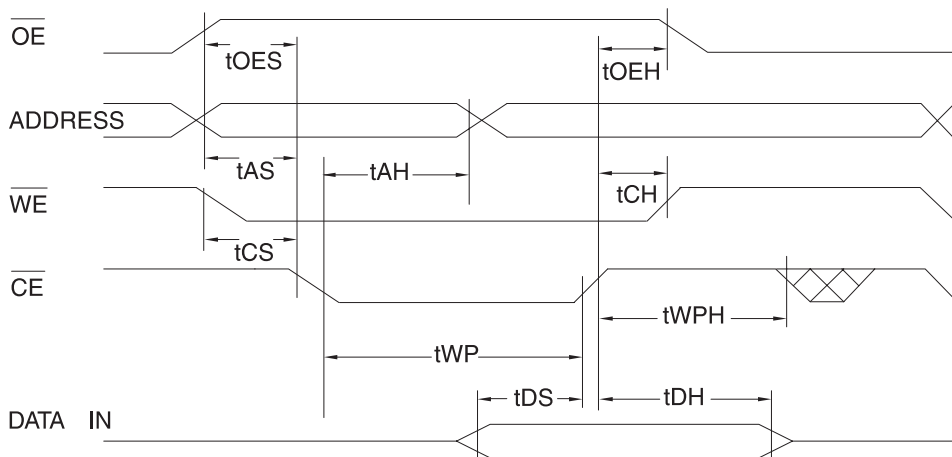 OE
tOES
tOEH
ADDRESS
tAS
tAH
tCH
WE
tCS
CE
tWPH
tWP
tDS
tDH
DATA IN